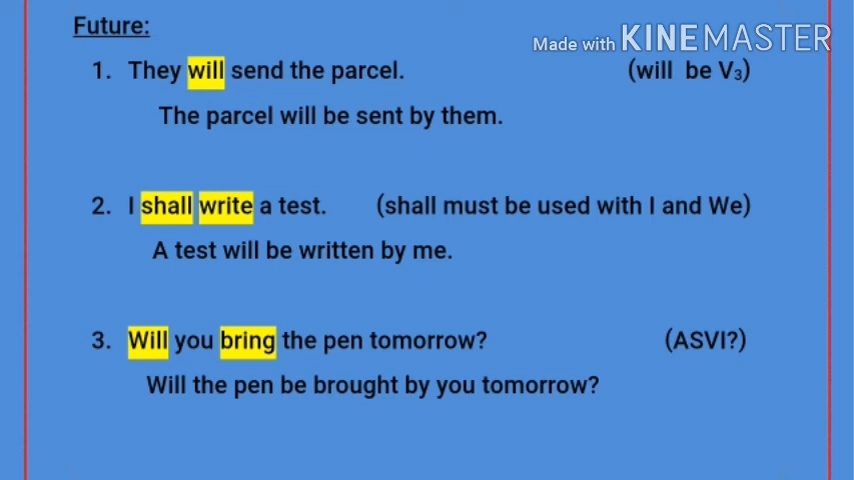 Future:
Made with KINEMASTER
1. They will send the parcel. (will be V₃)
The parcel will be sent by them.
2. I shall write a test. (shall must be used with I and We)
A test will be written by me.
3. Will you bring the pen tomorrow? (ASVI?)
Will the pen be brought by you tomorrow?